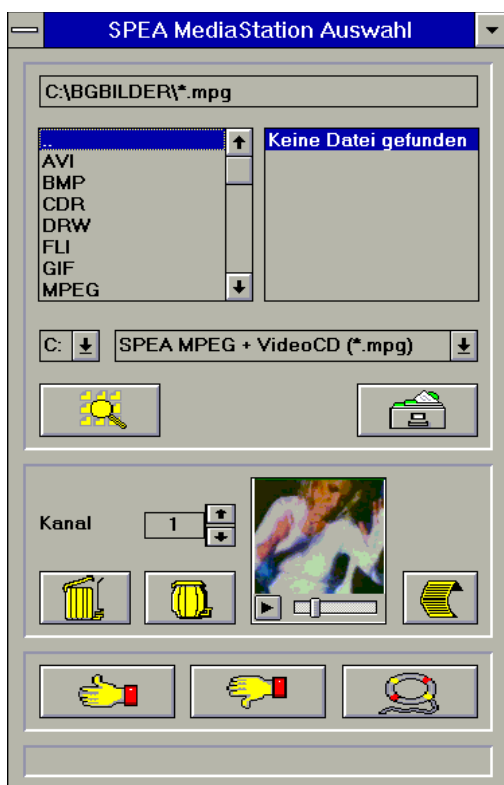 SPEA MediaStation Auswahl
C:\BGBILDER\*.mpg
..
AVI
BMP
CDR
DRW
FLI
GIF
MPEG
Keine Datei gefunden
C:
SPEA MPEG + VideoCD (*.mpg)
Kanal
1